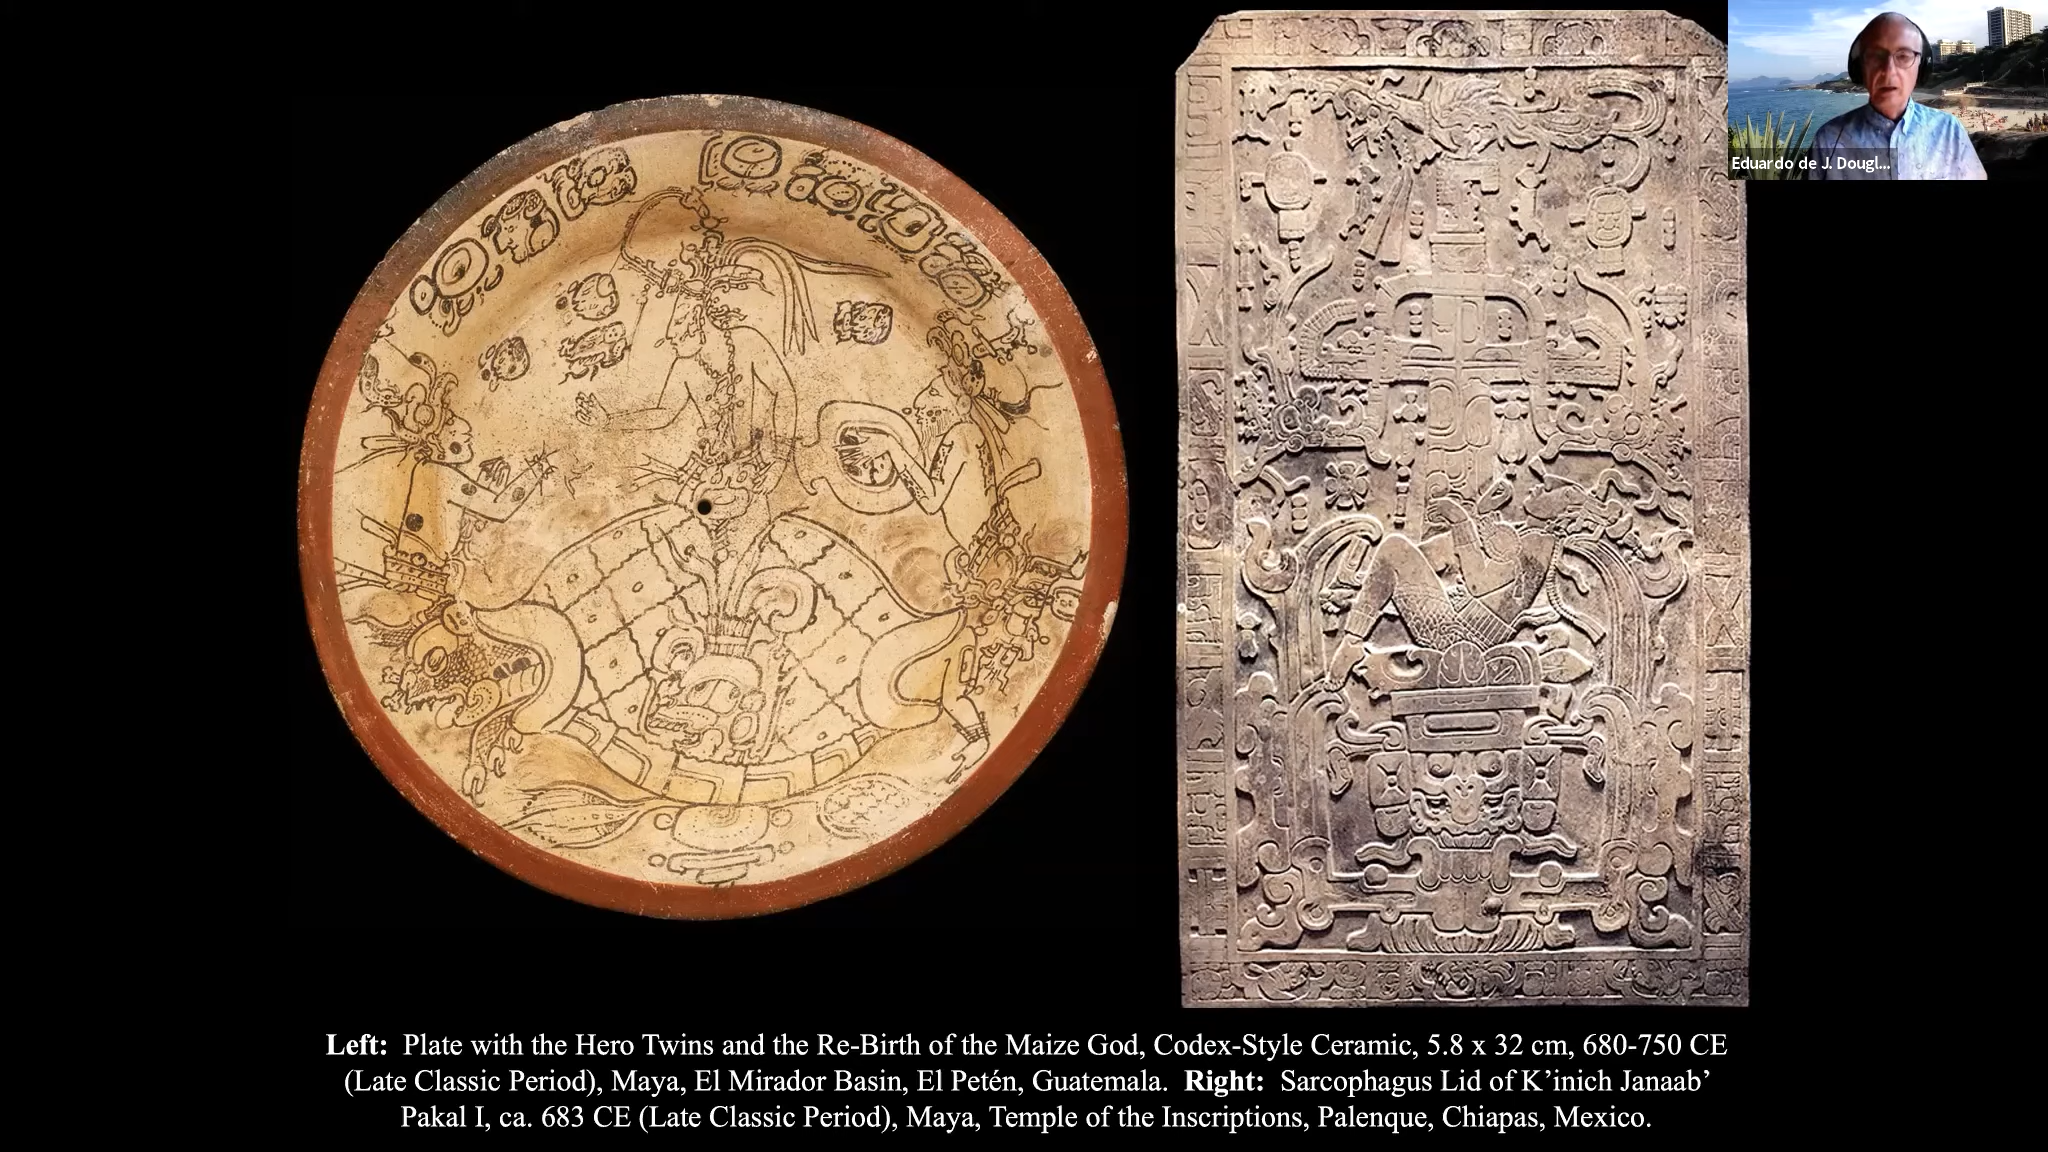 Eduardo de J. Dougl...
Left: Plate with the Hero Twins and the Re-Birth of the Maize God, Codex-Style Ceramic, 5.8 x 32 cm, 680-750 CE
(Late Classic Period), Maya, El Mirador Basin, El Petén, Guatemala. Right: Sarcophagus Lid of K’inich Janaab’
Pakal I, ca. 683 CE (Late Classic Period), Maya, Temple of the Inscriptions, Palenque, Chiapas, Mexico.